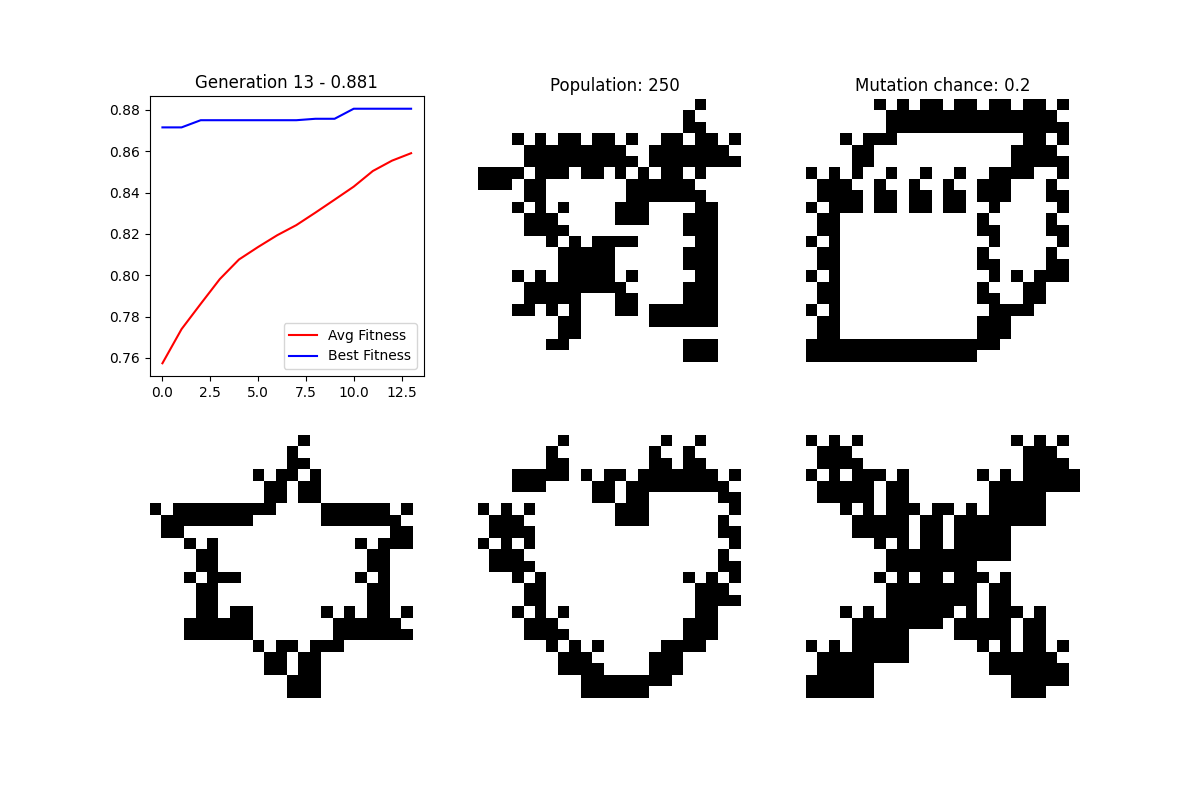 Generation 13 - 0.881
Population: 250
Mutation chance: 0.2
0.88
0.86
0.84
0.82
0.80
0.78
0.76
Avg Fitness
Best Fitness
0.0 2.5 5.0 7.5 10.0 12.5